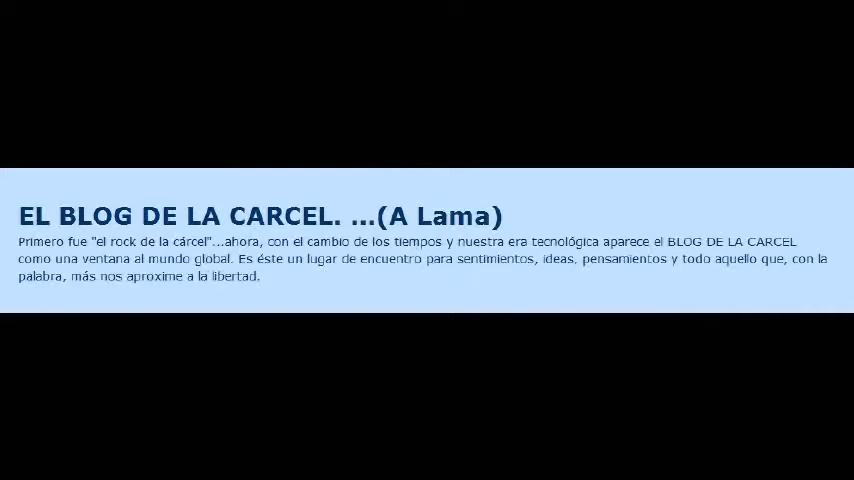 EL BLOG DE LA CARCEL. ...(A Lama)
Primero fue "el rock de la cárcel"...ahora, con el cambio de los tiempos y nuestra era tecnológica aparece el BLOG DE LA CARCEL
como una ventana al mundo global. Es éste un lugar de encuentro para sentimientos, ideas, pensamientos y todo aquello que, con la
palabra, más nos aproxime a la libertad.